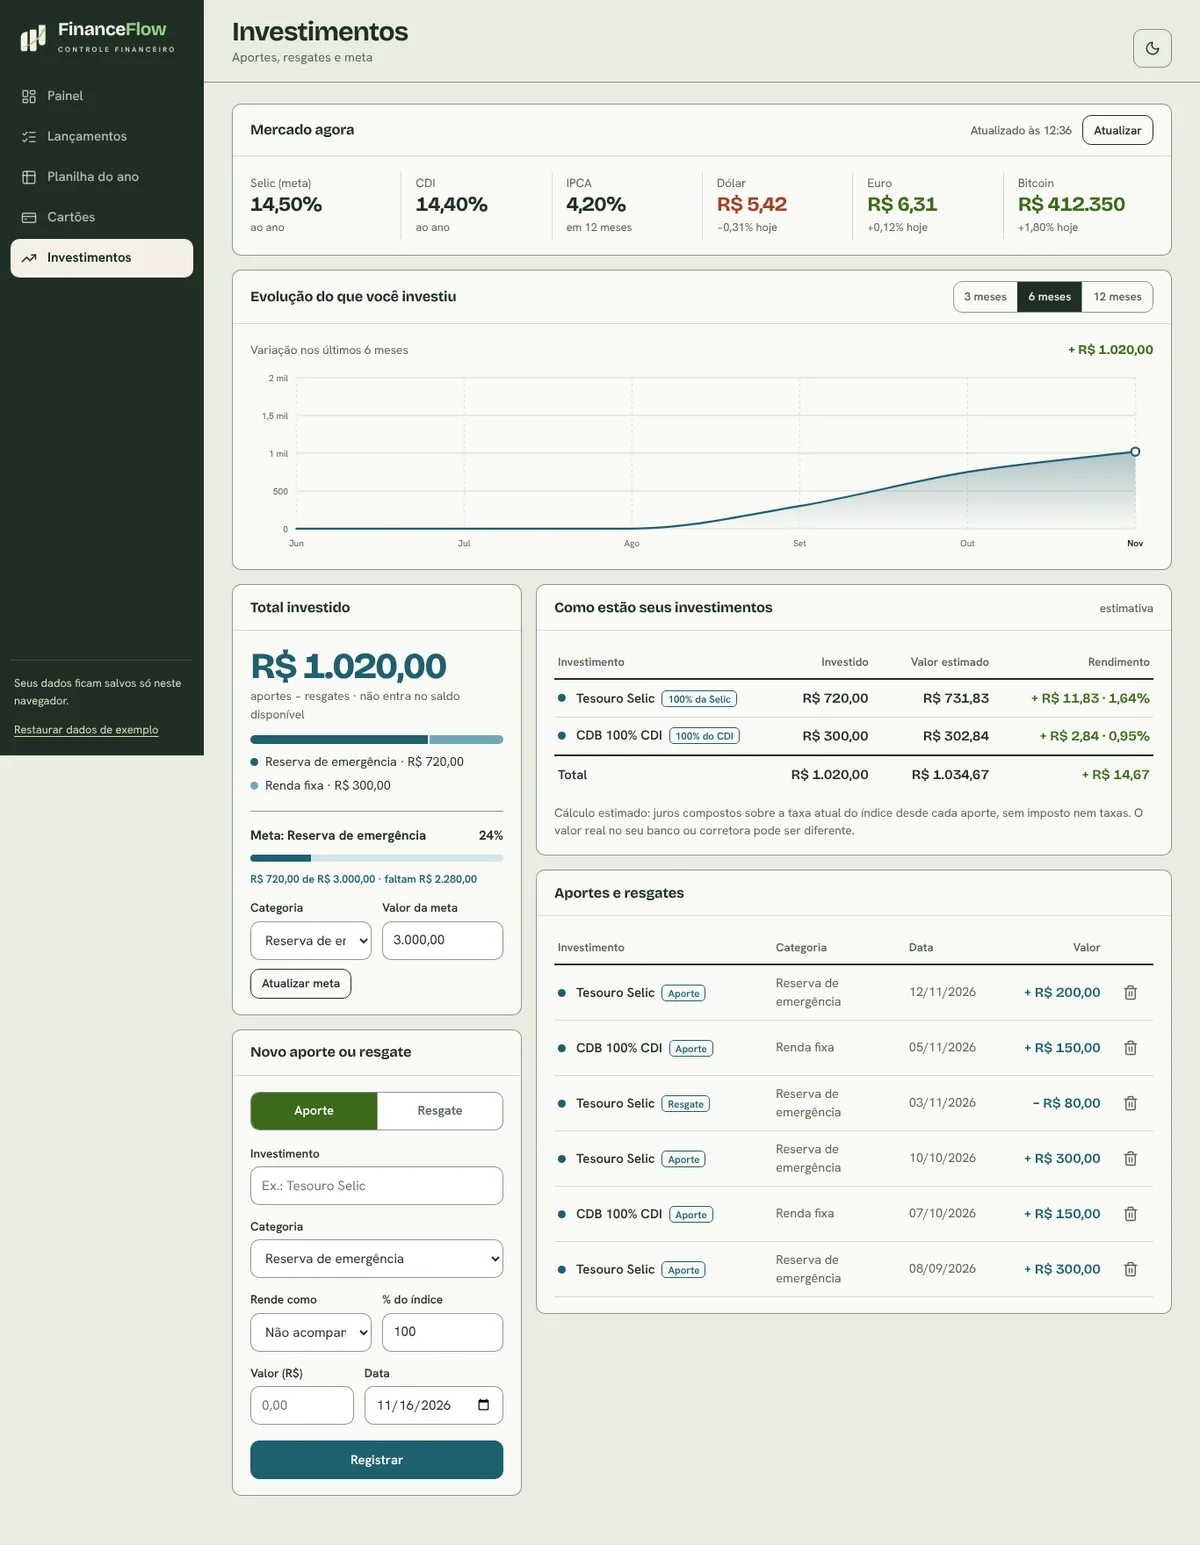 FinanceFlow
CONTROLE FINANCEIRO
Painel
Lançamentos
Planilha do ano
Cartões
Investimentos
Seus dados ficam salvos só neste
navegador.
Restaurar dados de exemplo
Investimentos
Aportes, resgates e meta
Mercado agora
Atualizado às 12:36
Atualizar
Selic (meta)
14,50%
ao ano
CDI
14,40%
ao ano
IPCA
4,20%
em 12 meses
Dólar
R$ 5,42
−0,31% hoje
Euro
R$ 6,31
+0,12% hoje
Bitcoin
R$ 412.350
+1,80% hoje
Evolução do que você investiu
3 meses
6 meses
12 meses
Variação nos últimos 6 meses
+ R$ 1.020,00
2 mil
1,5 mil
1 mil
500
0
Jun
Jul
Ago
Set
Out
Nov
Total investido
R$ 1.020,00
aportes − resgates · não entra no saldo
disponível
Reserva de emergência · R$ 720,00
Renda fixa · R$ 300,00
Meta: Reserva de emergência 24%
R$ 720,00 de R$ 3.000,00 · faltam R$ 2.280,00
Categoria Valor da meta
Reserva de er 3.000,00
Atualizar meta
Novo aporte ou resgate
Aporte Resgate
Investimento
Ex.: Tesouro Selic
Categoria
Reserva de emergência
Rende como % do índice
Não acompar 100
Valor (R$) Data
0,00 11/16/2026
Registrar
Como estão seus investimentos estimativa
Investimento Investido Valor estimado Rendimento
Tesouro Selic 100% da Selic R$ 720,00 R$ 731,83 + R$ 11,83 · 1,64%
CDB 100% CDI 100% do CDI R$ 300,00 R$ 302,84 + R$ 2,84 · 0,95%
Total R$ 1.020,00 R$ 1.034,67 + R$ 14,67
Cálculo estimado: juros compostos sobre a taxa atual do índice desde cada aporte, sem imposto nem taxas. O
valor real no seu banco ou corretora pode ser diferente.
Aportes e resgates
Investimento Categoria Data Valor
Tesouro Selic Aporte Reserva de emergência 12/11/2026 + R$ 200,00
CDB 100% CDI Aporte Renda fixa 05/11/2026 + R$ 150,00
Tesouro Selic Resgate Reserva de emergência 03/11/2026 − R$ 80,00
Tesouro Selic Aporte Reserva de emergência 10/10/2026 + R$ 300,00
CDB 100% CDI Aporte Renda fixa 07/10/2026 + R$ 150,00
Tesouro Selic Aporte Reserva de emergência 08/09/2026 + R$ 300,00